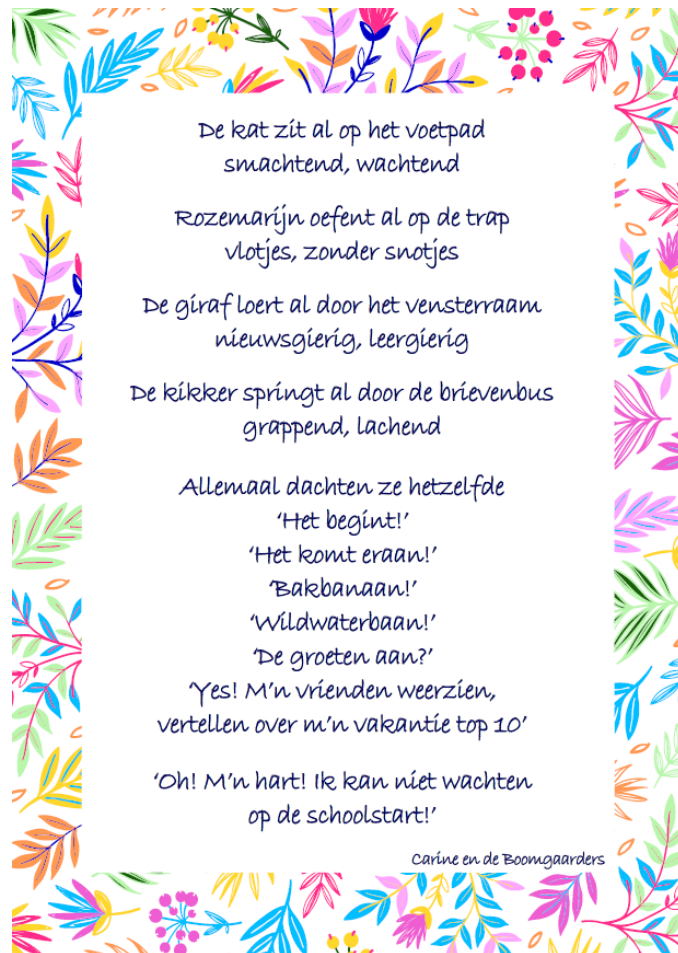 De kat zit al op het voetpad
smachtend, wachtend
Rozemarijn oefent al op de trap
vlotjes, zonder snotjes
De giraf loert al door het vensterraam
nieuwsgierig, leergierig
De kikker springt al door de brievenbus
grappend, lachend
Allemaal dachten ze hetzelfde
‘Het begint!’
‘Het komt eraan!’
‘Bakbanaan!’
‘Wildwaterbaan!’
‘De groeten aan?’
‘Yes! M’n vrienden weerzien,
vertellen over m’n vakantie top 10’
‘Oh! M’n hart! Ik kan niet wachten
op de schoolstart!’
Carine en de Boomgaarders